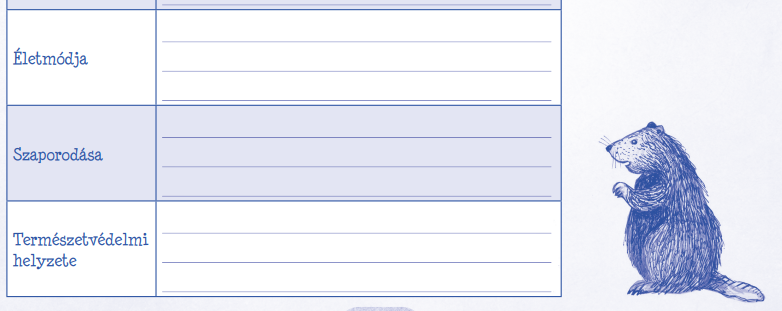 Életmódja
Szaporodása
Természetvédelmi
helyzete